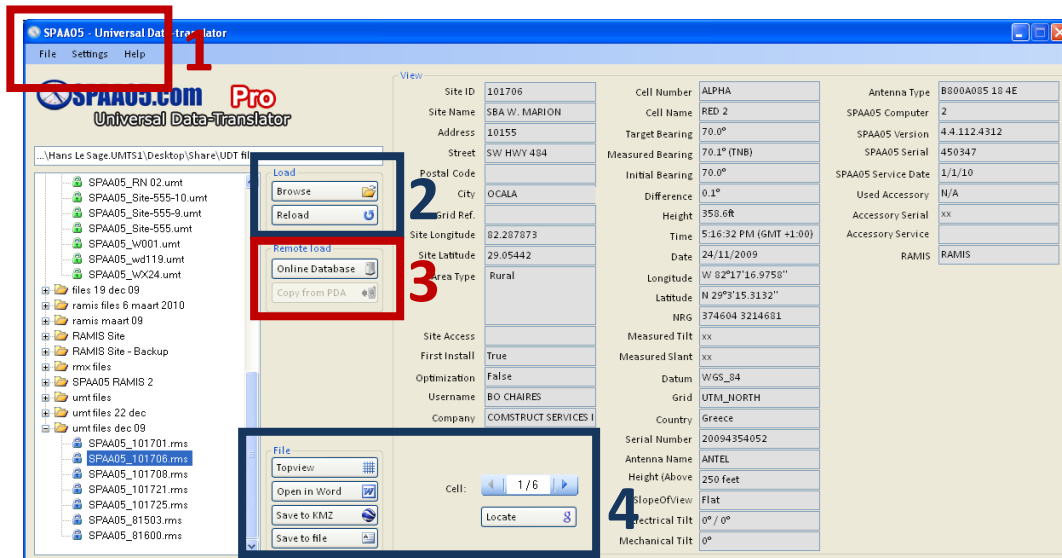 SPAA05 - Universal Data-translator
File Settings Help
1
SPAA05.com Pro
Universal Data-Translator
...\Hans Le Sage.UMTS1\Desktop\Share\UDT fil
SPAA05_RN 02.umt
SPAA05_Site-555-10.umt
SPAA05_Site-555-9.umt
SPAA05_Site-555.umt
SPAA05_W001.umt
SPAA05_wd119.umt
SPAA05_WX24.umt
files 19 dec 09
ramis files 6 maart 2010
ramis maart 09
RAMIS Site
RAMIS Site - Backup
rmx files
SPAA05 RAMIS 2
umt files
umt files 22 dec
umt files dec 09
SPAA05_101701.rms
SPAA05_101706.rms
SPAA05_101708.rms
SPAA05_101721.rms
SPAA05_101725.rms
SPAA05_81503.rms
SPAA05_81600.rms
Load
Browse
Reload
2
Remote load
Online Database
Copy from PDA
3
File
Topview
Open in Word
Save to KMZ
Save to file
Cell: 1/6
Locate
4
View
Site ID 101706
Site Name SBA W. MARION
Address 10155
Street SW HWY 484
Postal Code
City OCALA
Grid Ref.
Site Longitude 82.287873
Site Latitude 29.05442
Area Type Rural
Site Access
First Install True
Optimization False
Username BO CHAIRES
Company COMSTRUCT SERVICES I
Cell Number ALPHA
Cell Name RED 2
Target Bearing 70.0°
Measured Bearing 70.1° (TNB)
Initial Bearing 70.0°
Difference 0.1°
Height 358.6ft
Time 5:16:32 PM (GMT +1:00)
Date 24/11/2009
Longitude W 82°17'16.9758''
Latitude N 29°3'15.3132''
NRG 374604 3214681
Measured Tilt xx
Measured Slant xx
Datum WGS_84
Grid UTM_NORTH
Country Greece
Serial Number 20094354052
Antenna Name ANTEL
Height (Above 250 feet
SlopeOfView Flat
Electrical Tilt 0° / 0°
Mechanical Tilt 0°
Antenna Type B800A085 18 4E
SPAA05 Computer 2
SPAA05 Version 4.4.112.4312
SPAA05 Serial 450347
SPAA05 Service Date 1/1/10
Used Accessory N/A
Accessory Serial xx
Accessory Service
RAMIS RAMIS